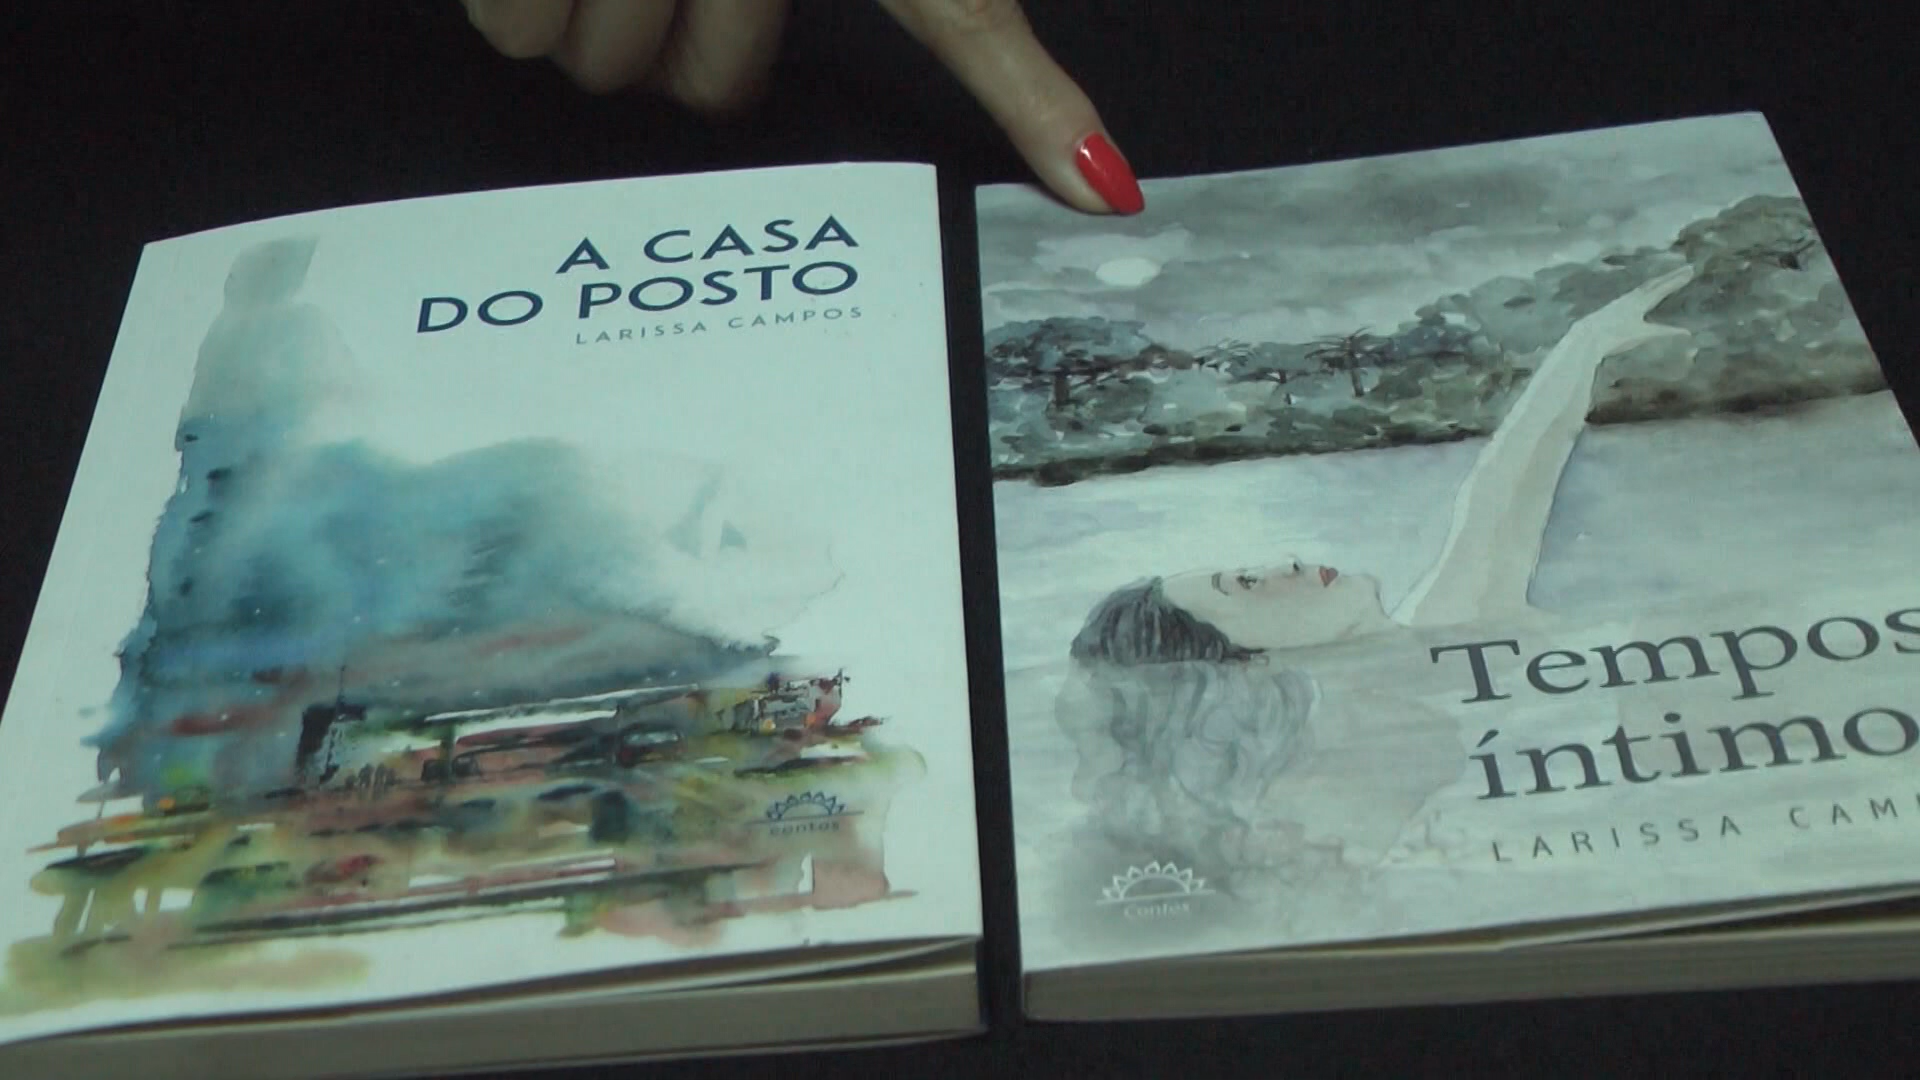 A CASA
DO POSTO
LARISSA CAMPOS
contos
Tempos
íntimo
LARISSA CAM
Contos